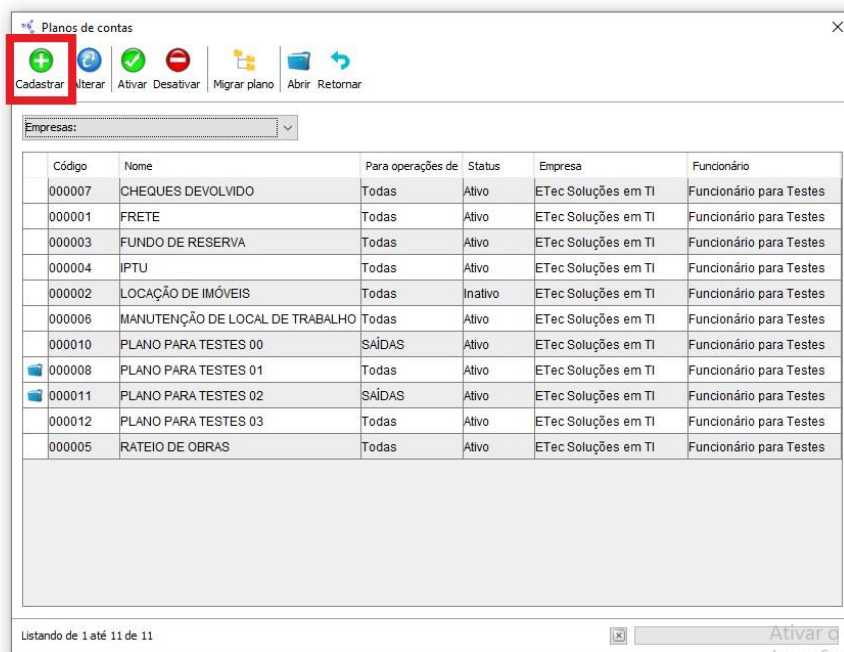 Planos de contas
Cadastrar Alterar Ativar Desativar Migrar plano Abrir Retornar
Empresas:
Código Nome Para operações de Status Empresa Funcionário
000007 CHEQUES DEVOLVIDO Todas Ativo ETec Soluções em TI Funcionário para Testes
000001 FRETE Todas Ativo ETec Soluções em TI Funcionário para Testes
000003 FUNDO DE RESERVA Todas Ativo ETec Soluções em TI Funcionário para Testes
000004 IPTU Todas Ativo ETec Soluções em TI Funcionário para Testes
000002 LOCAÇÃO DE IMÓVEIS Todas Inativo ETec Soluções em TI Funcionário para Testes
000006 MANUTENÇÃO DE LOCAL DE TRABALHO Todas Ativo ETec Soluções em TI Funcionário para Testes
000010 PLANO PARA TESTES 00 SAÍDAS Ativo ETec Soluções em TI Funcionário para Testes
000008 PLANO PARA TESTES 01 Todas Ativo ETec Soluções em TI Funcionário para Testes
000011 PLANO PARA TESTES 02 SAÍDAS Ativo ETec Soluções em TI Funcionário para Testes
000012 PLANO PARA TESTES 03 Todas Ativo ETec Soluções em TI Funcionário para Testes
000005 RATEIO DE OBRAS Todas Ativo ETec Soluções em TI Funcionário para Testes
Listando de 1 até 11 de 11 Ativar o